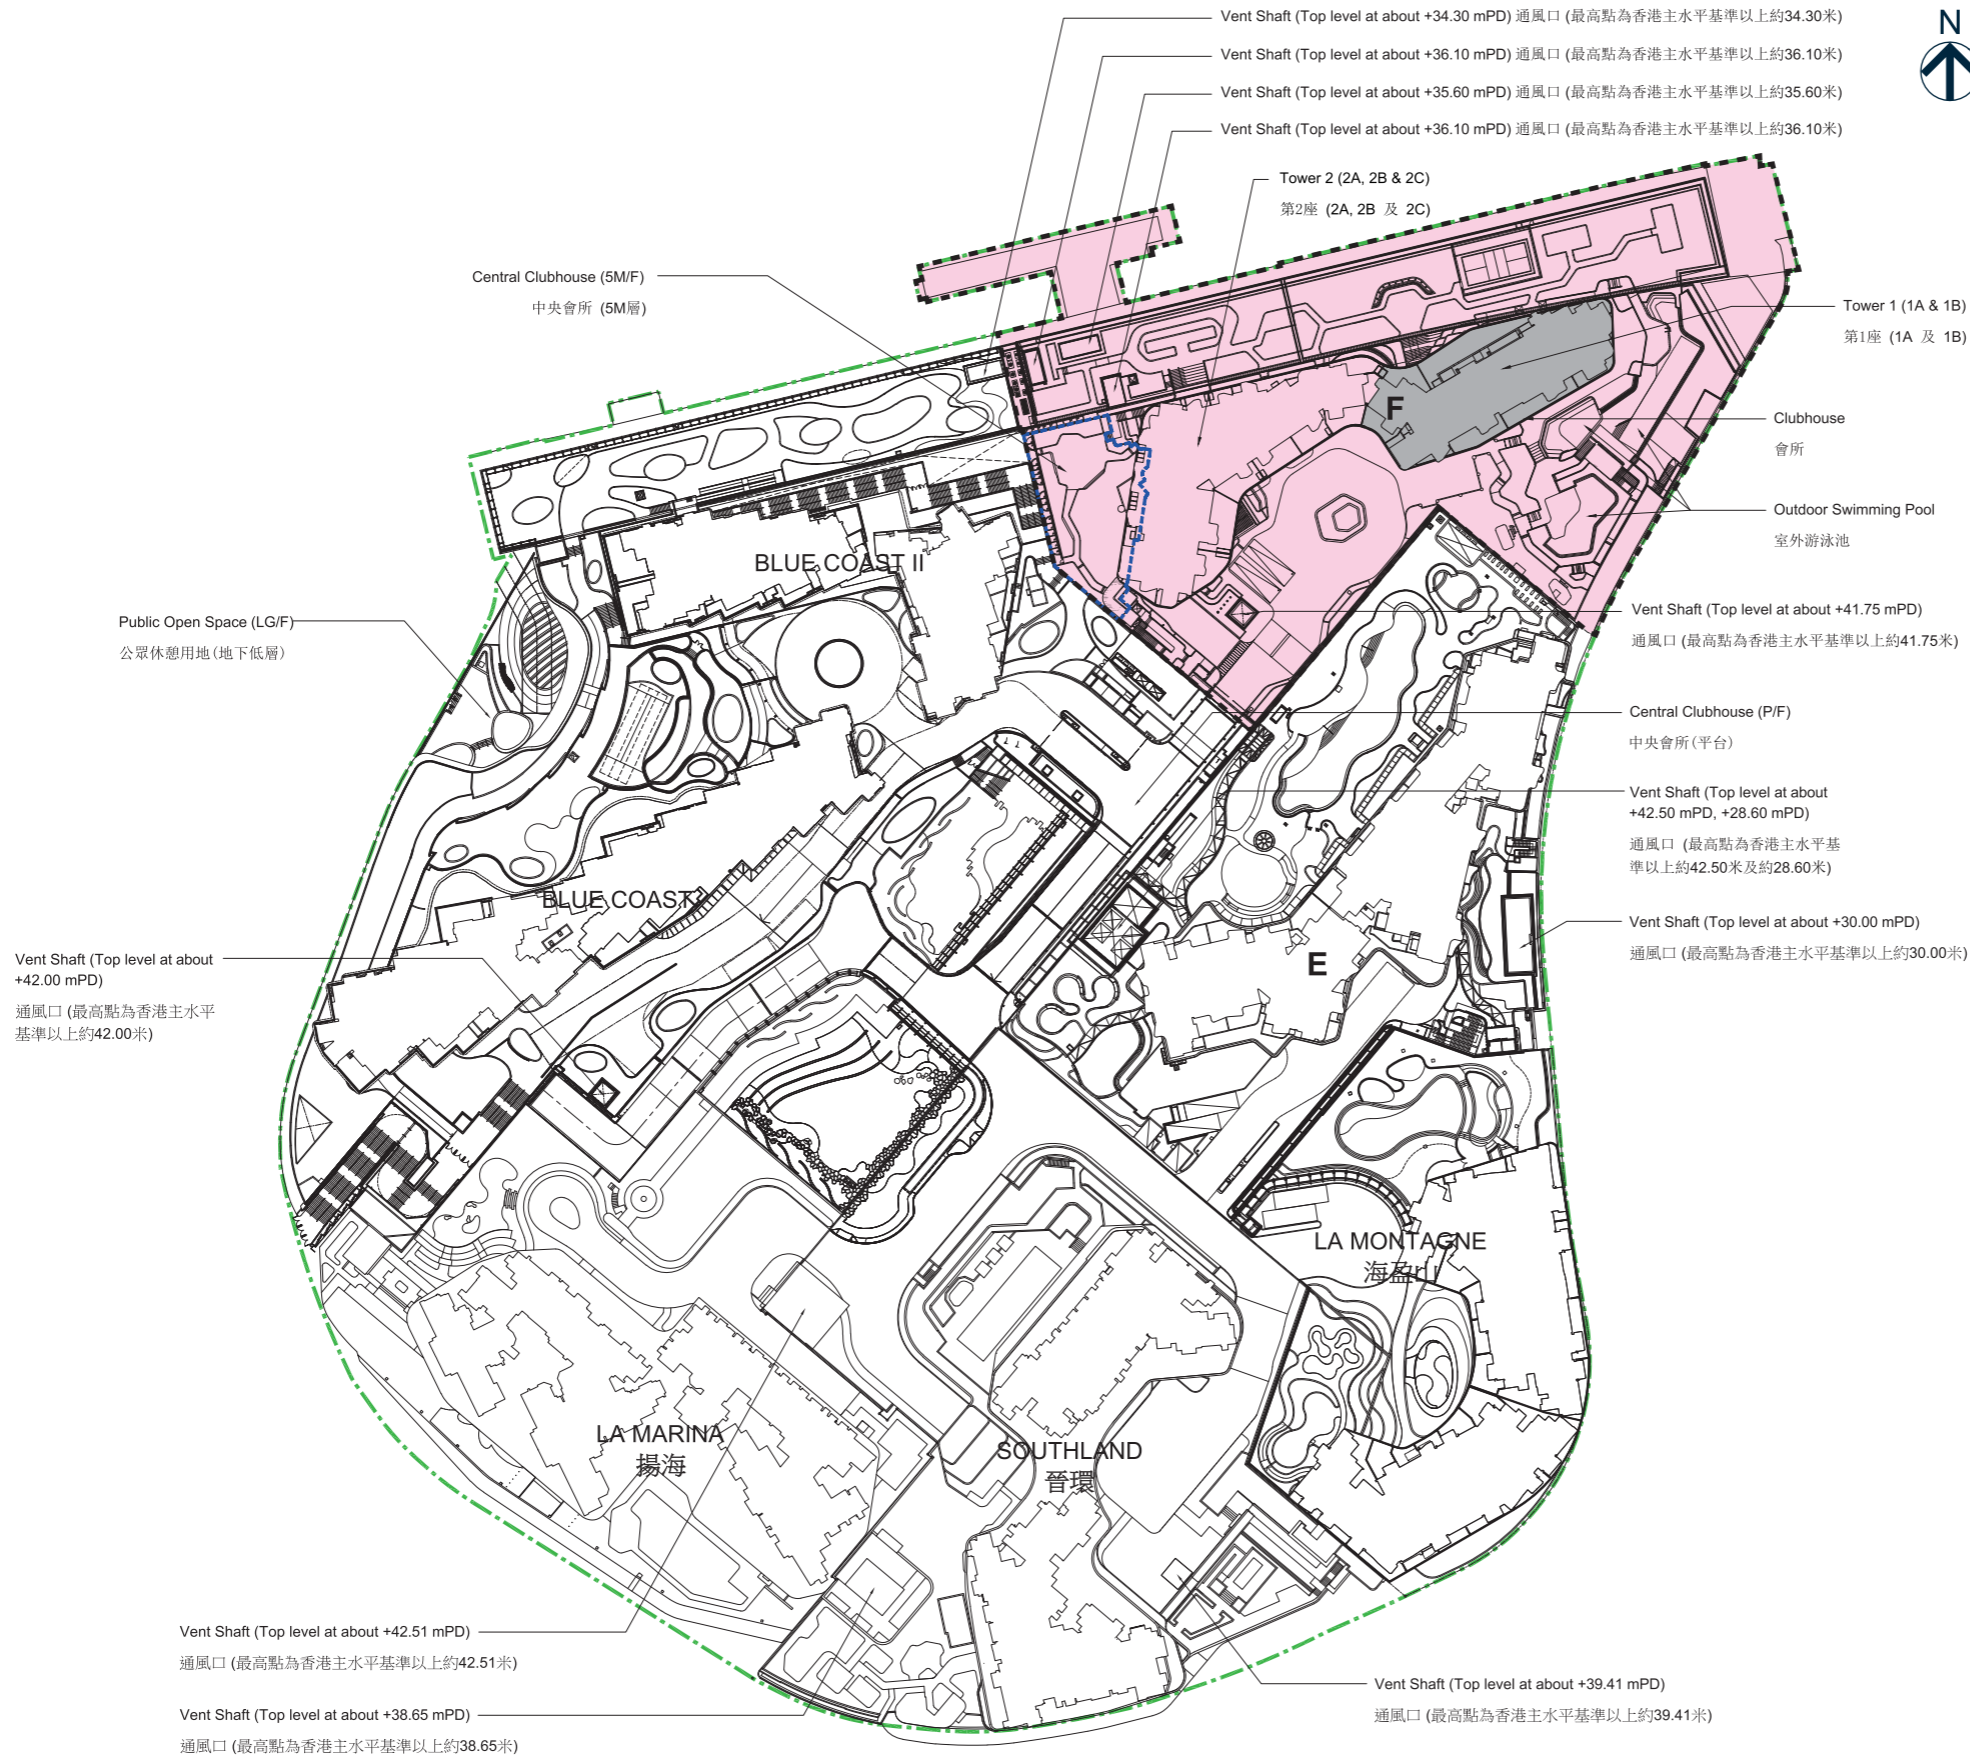 Vent Shaft (Top level at about +34.30 mPD) 通風口 (最高點為香港主水平基準以上約34.30米)
N
Vent Shaft (Top level at about +36.10 mPD) 通風口 (最高點為香港主水平基準以上約36.10米)
Vent Shaft (Top level at about +35.60 mPD) 通風口 (最高點為香港主水平基準以上約35.60米)
Vent Shaft (Top level at about +36.10 mPD) 通風口 (最高點為香港主水平基準以上約36.10米)
Tower 2 (2A, 2B & 2C)
第2座 (2A, 2B 及 2C)
Central Clubhouse (5M/F)
中央會所 (5M層)
Tower 1 (1A & 1B)
第1座 (1A 及 1B)
F
Clubhouse
會所
Outdoor Swimming Pool
室外游泳池
BLUE COAST II
Public Open Space (LG/F)
公眾休憩用地(地下低層)
Vent Shaft (Top level at about +41.75 mPD)
通風口 (最高點為香港主水平基準以上約41.75米)
Central Clubhouse (P/F)
中央會所(平台)
Vent Shaft (Top level at about
+42.50 mPD, +28.60 mPD)
通風口 (最高點為香港主水平基
準以上約42.50米及約28.60米)
BLUE COAST
Vent Shaft (Top level at about +30.00 mPD)
通風口 (最高點為香港主水平基準以上約30.00米)
E
Vent Shaft (Top level at about
+42.00 mPD)
通風口 (最高點為香港主水平
基準以上約42.00米)
LA MONTAGNE
海盈山
LA MARINA
揚海
SOUTHLAND
晉環
Vent Shaft (Top level at about +42.51 mPD)
通風口 (最高點為香港主水平基準以上約42.51米)
Vent Shaft (Top level at about +38.65 mPD)
通風口 (最高點為香港主水平基準以上約38.65米)
Vent Shaft (Top level at about +39.41 mPD)
通風口 (最高點為香港主水平基準以上約39.41米)